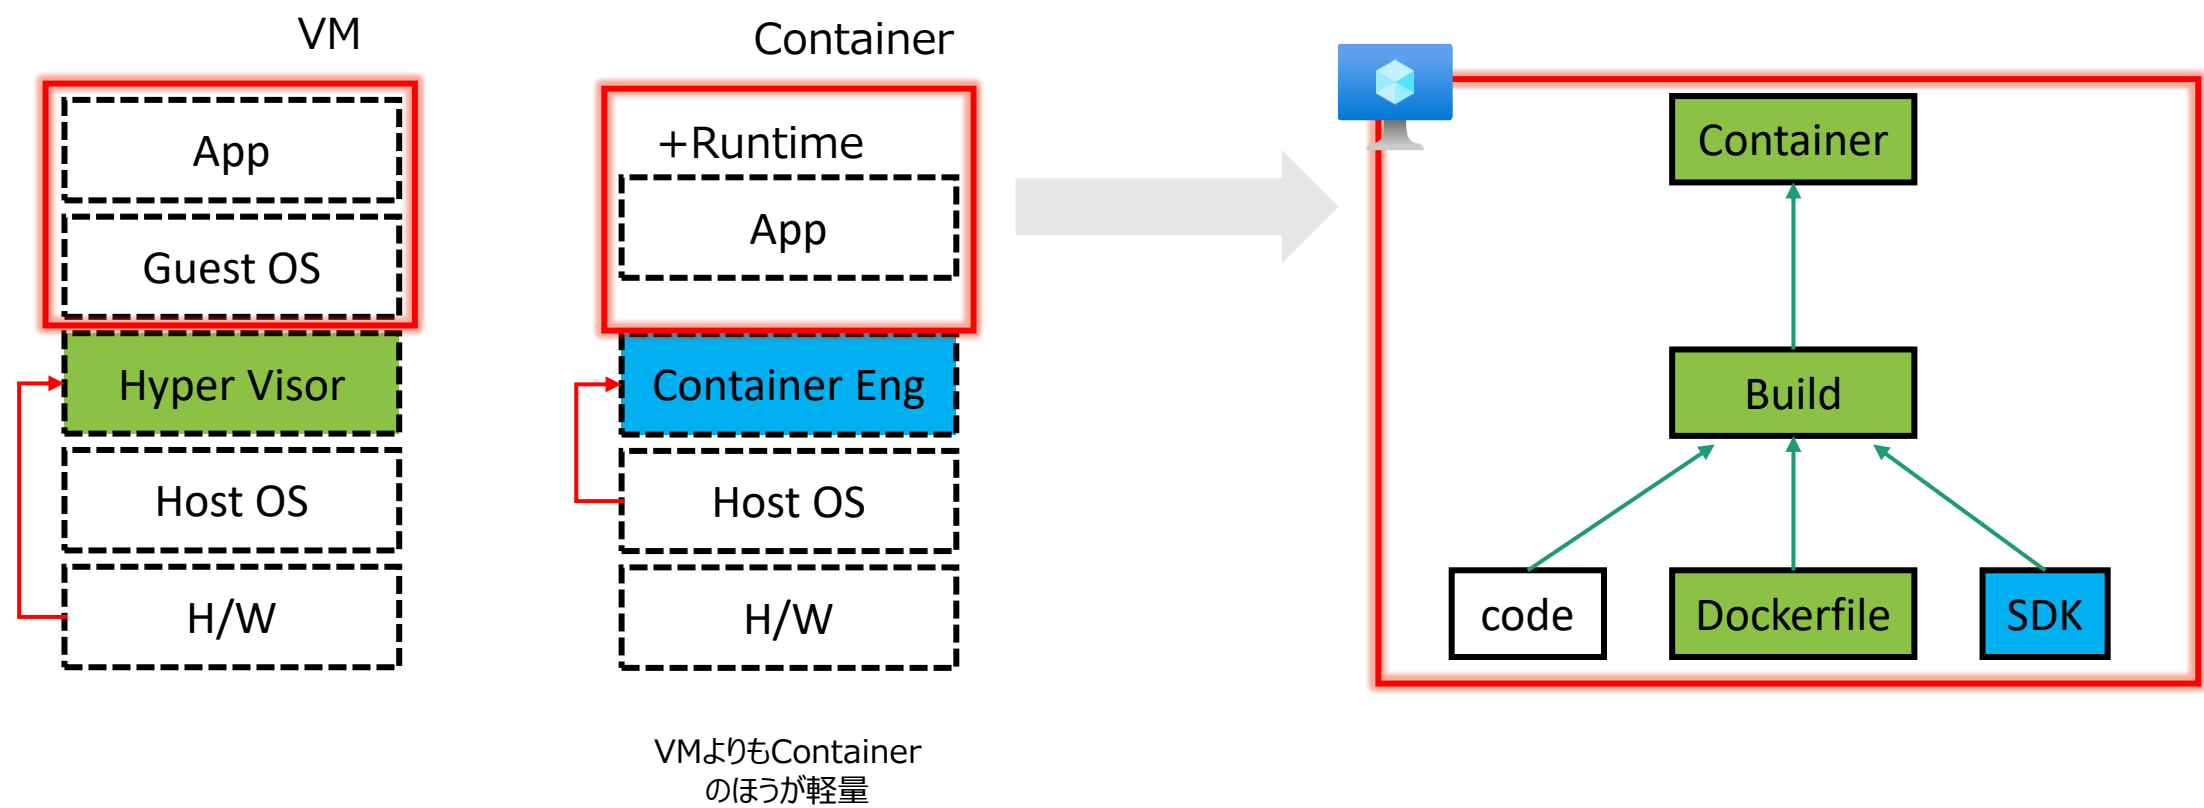 VM
App
Guest OS
Hyper Visor
Host OS
H/W
Container
+Runtime
App
Container Eng
Host OS
H/W
VMよりもContainer
のほうが軽量
Container
Build
code
Dockerfile
SDK